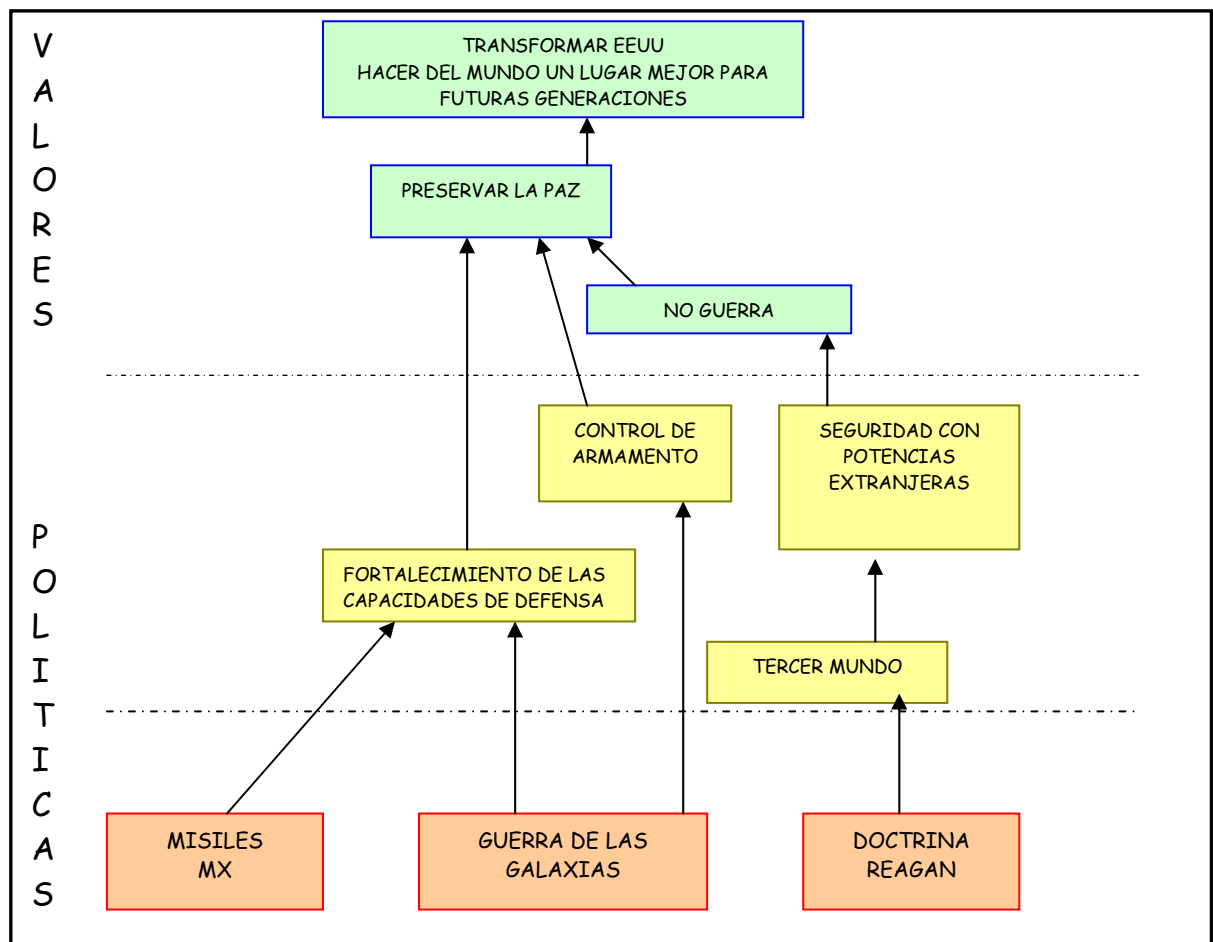 VALORES
TRANSFORMAR EEUU
HACER DEL MUNDO UN LUGAR MEJOR PARA
FUTURAS GENERACIONES
PRESERVAR LA PAZ
NO GUERRA
POLITICAS
CONTROL DE
ARMAMENTO
SEGURIDAD CON
POTENCIAS
EXTRANJERAS
FORTALECIMIENTO DE LAS
CAPACIDADES DE DEFENSA
TERCER MUNDO
MISILES
MX
GUERRA DE LAS
GALAXIAS
DOCTRINA
REAGAN